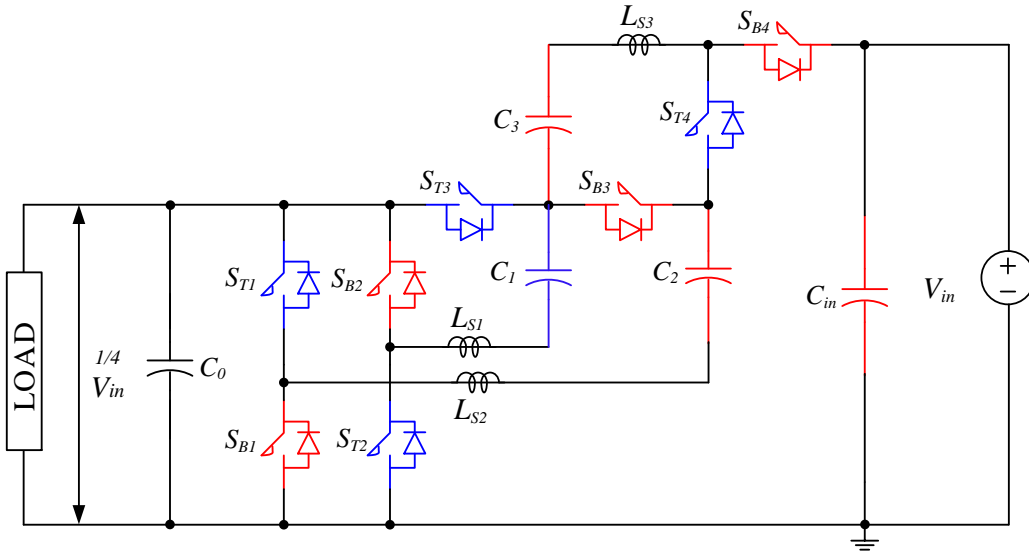 L_S3
S_B4
C_3
S_T4
S_T3
S_B3
S_T1
S_B2
C_1
C_2
C_in
V_in
L_S1
LOAD
1/4
V_in
C_0
L_S2
S_B1
S_T2